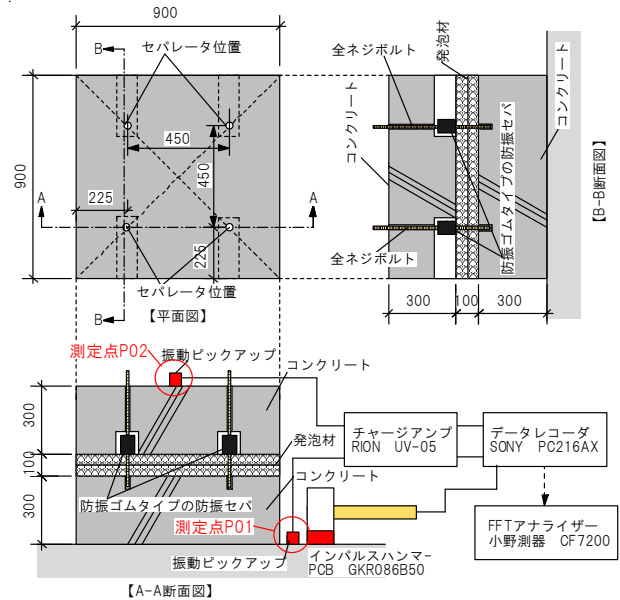 900
B
セパレータ位置
900
450
450
225
A
A
225
セパレータ位置
B
【平面図】
発泡材
全ネジボルト
コンクリート
コンクリート
防振ゴムタイプの防振セパ
全ネジボルト
【B-B断面図】
300
100
300
測定点P02
振動ピックアップ
コンクリート
300
100
300
発泡材
コンクリート
防振ゴムタイプの防振セパ
測定点P01
振動ピックアップ
インパルスハンマー
PCB GKR086B50
チャージアンプ
RION UV-05
データレコーダ
SONY PC216AX
FFTアナライザー
小野測器 CF7200
【A-A断面図】